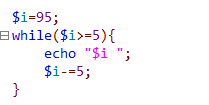 $i=95;
while($i>=5){
echo "$i ";
$i-=5;
}